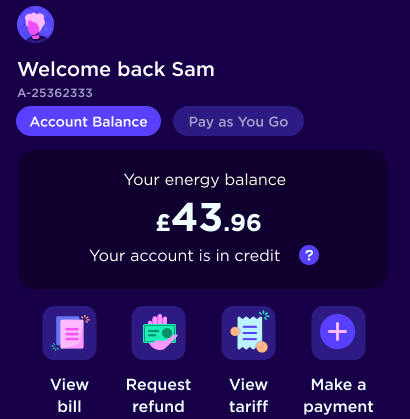 Welcome back Sam
A-25362333
Account Balance Pay as You Go
Your energy balance
£43.96
Your account is in credit ?
View bill
Request refund
View tariff
Make a payment